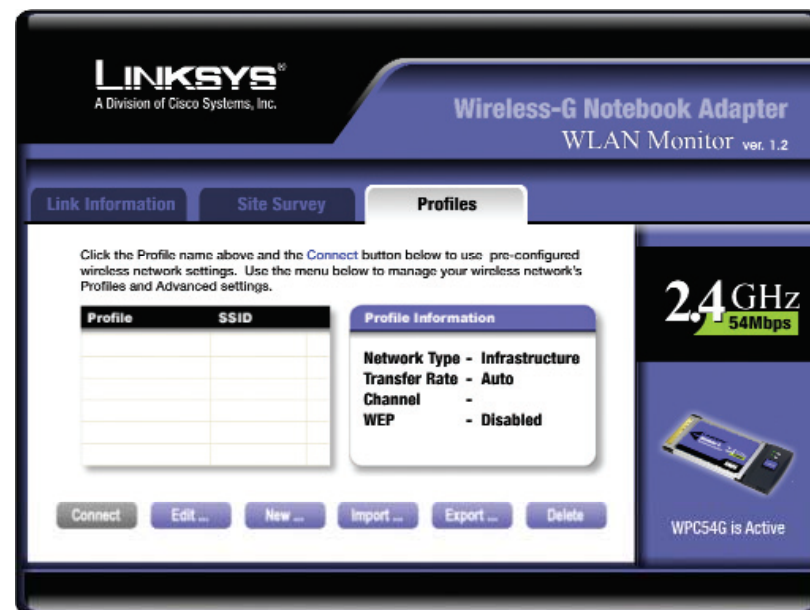 LINKSYS®
A Division of Cisco Systems, Inc.
Wireless-G Notebook Adapter
WLAN Monitor ver. 1.2
Link Information Site Survey Profiles
Click the Profile name above and the Connect button below to use pre-configured
wireless network settings. Use the menu below to manage your wireless network's
Profiles and Advanced settings.
Profile SSID
Profile Information
Network Type - Infrastructure
Transfer Rate - Auto
Channel -
WEP - Disabled
Connect Edit ... New ... Import ... Export ... Delete
2.4 GHz
54Mbps
WPC54G is Active